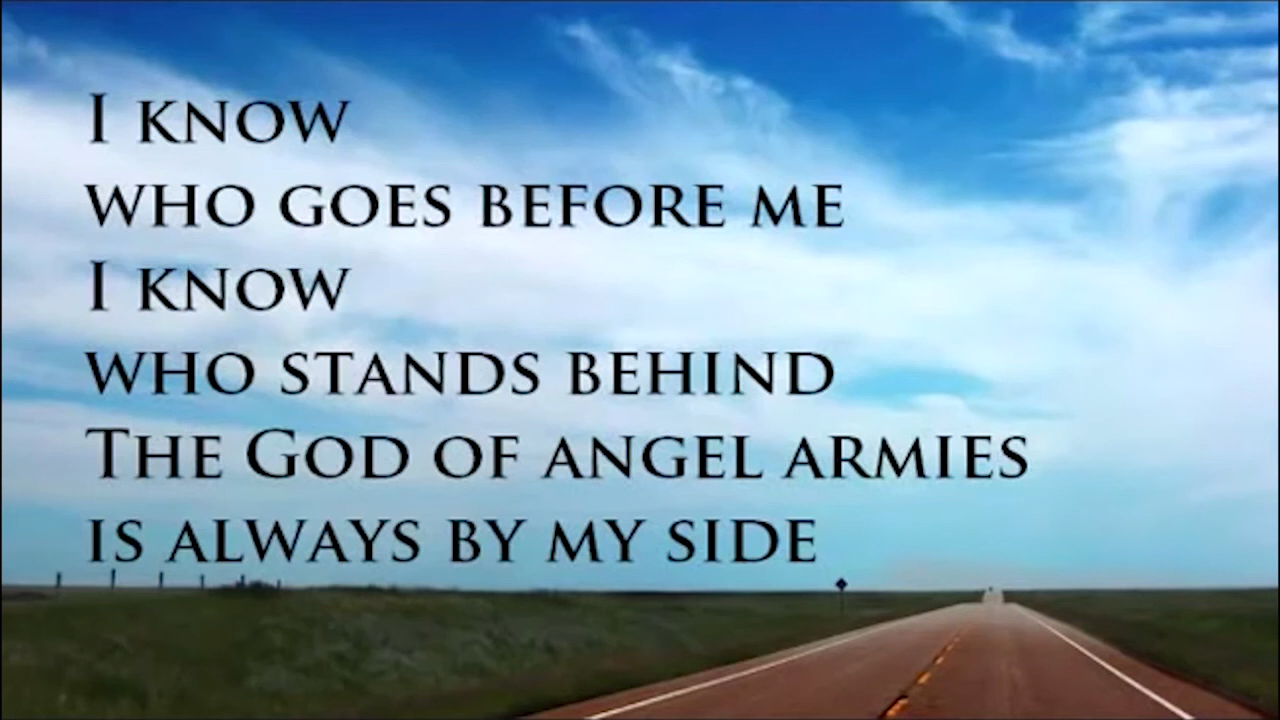 I know
who goes before me
I know
who stands behind
The God of angel armies
is always by my side